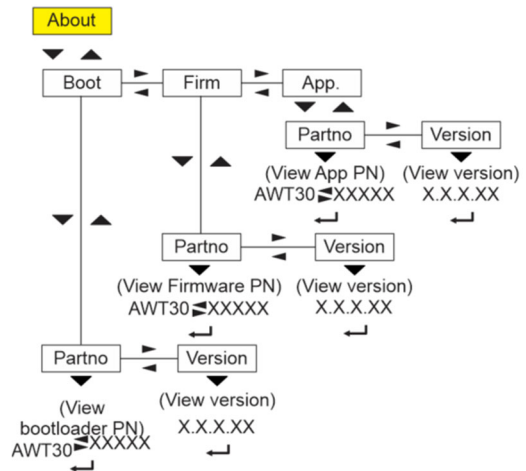 About
Boot Firm App.
Partno Version
(View App PN) (View version)
AWT30 XXXXX X.X.X.XX
Partno Version
(View Firmware PN) (View version)
AWT30 XXXXX X.X.X.XX
Partno Version
(View
bootloader PN) (View version)
AWT30 XXXXX X.X.X.XX